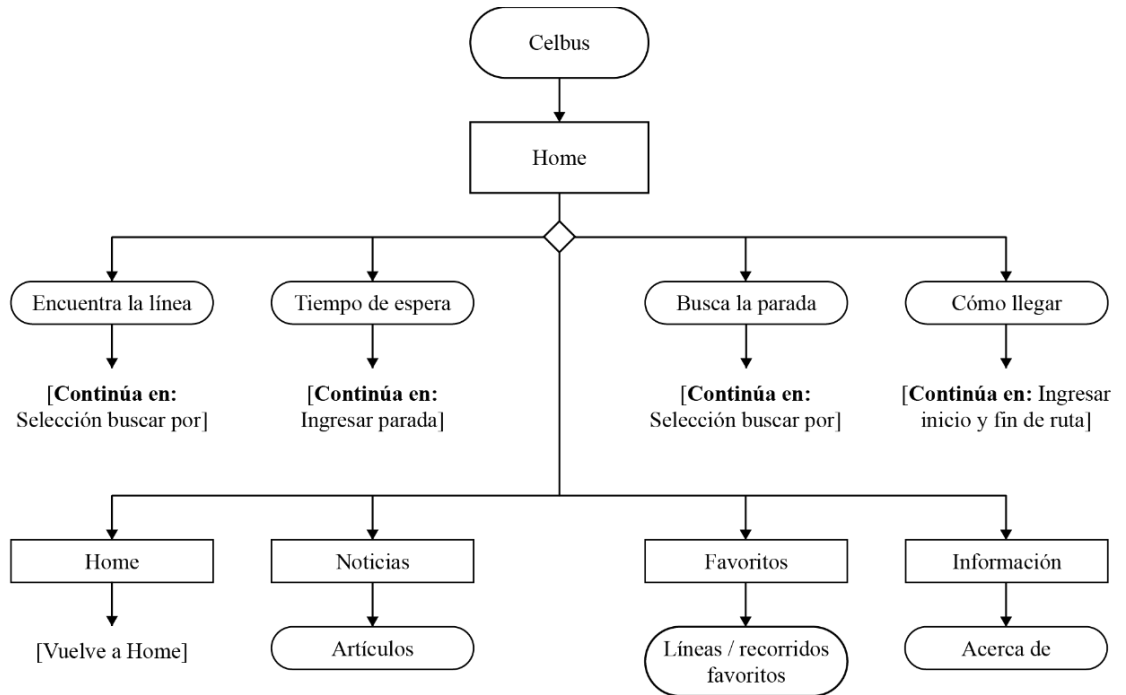 Celbus
Home
Encuentra la línea
Tiempo de espera
Busca la parada
Cómo llegar
[Continúa en:
Selección buscar por]
[Continúa en:
Ingresar parada]
[Continúa en:
Selección buscar por]
[Continúa en: Ingresar
inicio y fin de ruta]
Home
Noticias
Favoritos
Información
[Vuelve a Home]
Artículos
Líneas / recorridos
favoritos
Acerca de